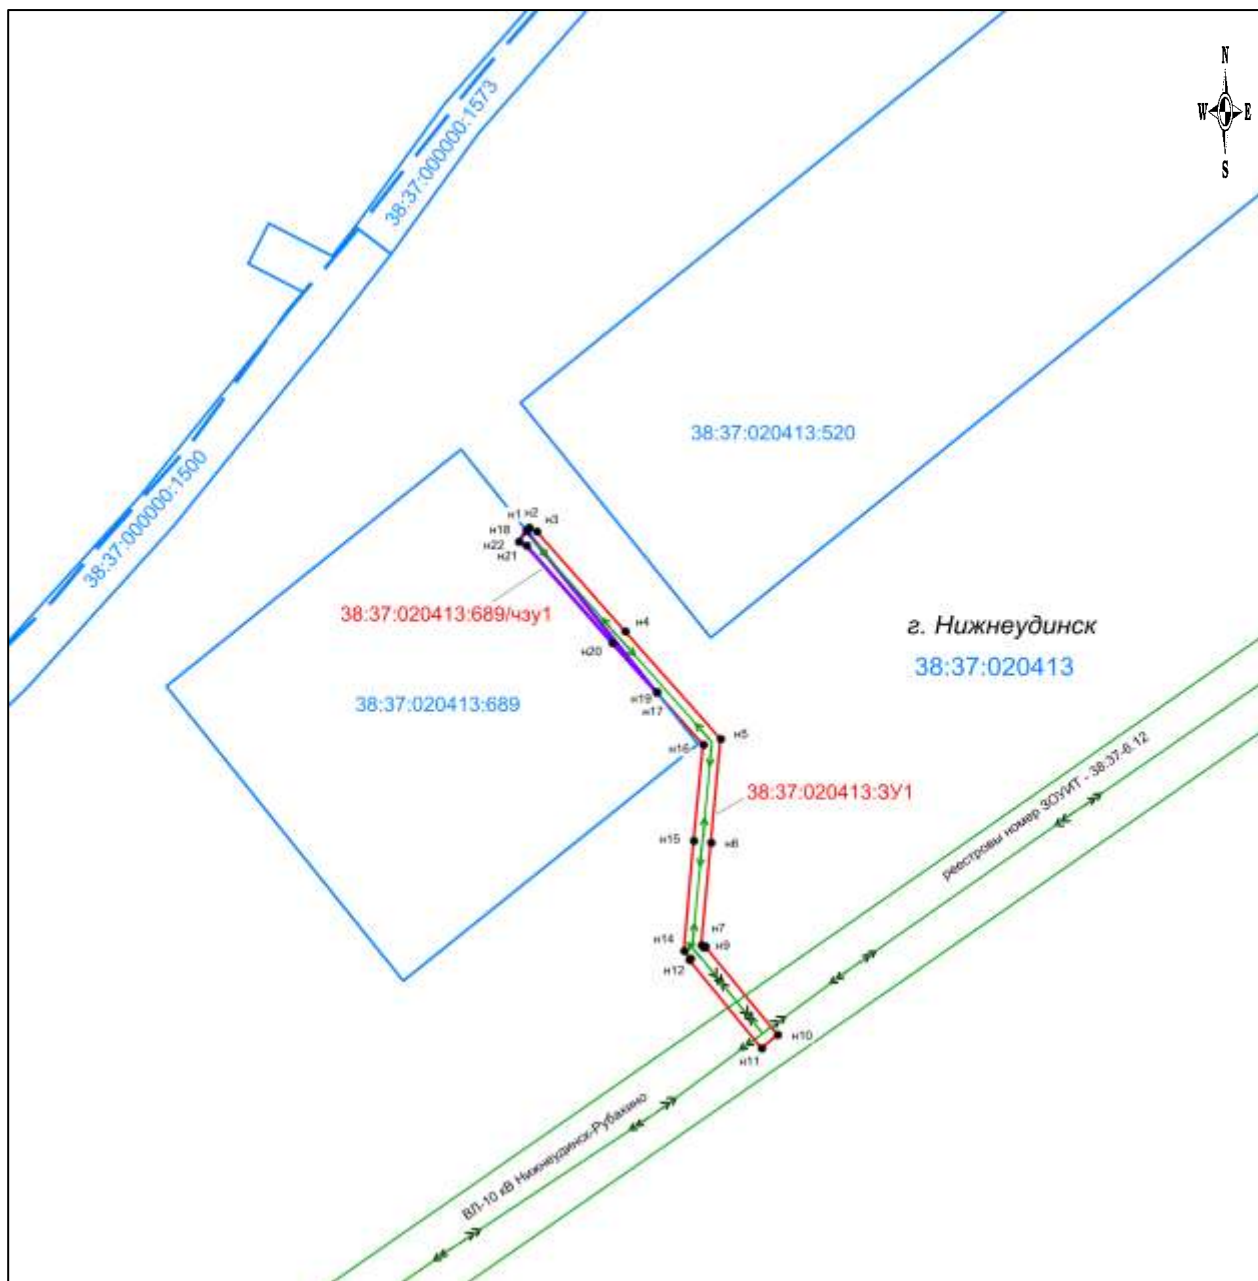 N
W E
S
38:37:000000:1573
38:37:020413:520
38:37:000000:1500
н1 н2
н3
н18
н22
н21
38:37:020413:689/чзу1
н4
н20
г. Нижнеудинск
38:37:020413
38:37:020413:689
н19
н17
н16
н5
38:37:020413:ЗУ1
реестровы номер ЗОУИТ - 38:37-6.12
н15
н6
н7
н14
н9
н12
н10
н11
ВЛ-10 кВ Нижнеудинск-Рубахино